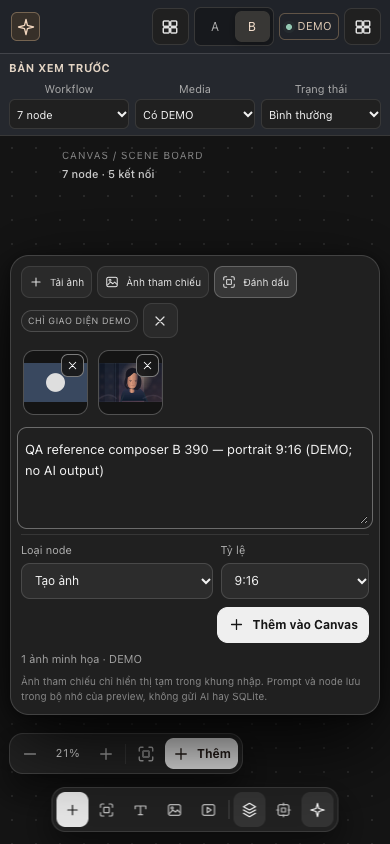 A
B
DEMO
BẢN XEM TRƯỚC
Workflow
Media
Trạng thái
7 node
Có DEMO
Bình thường
CANVAS / SCENE BOARD
7 node · 5 kết nối
Tải ảnh
Ảnh tham chiếu
Đánh dấu
CHỈ GIAO DIỆN DEMO
QA reference composer B 390 — portrait 9:16 (DEMO;
no AI output)
Loại node
Tỷ lệ
Tạo ảnh
9:16
Thêm vào Canvas
1 ảnh minh họa · DEMO
Ảnh tham chiếu chỉ hiển thị tạm trong khung nhập. Prompt và node lưu
trong bộ nhớ của preview, không gửi AI hay SQLite.
21%
Thêm